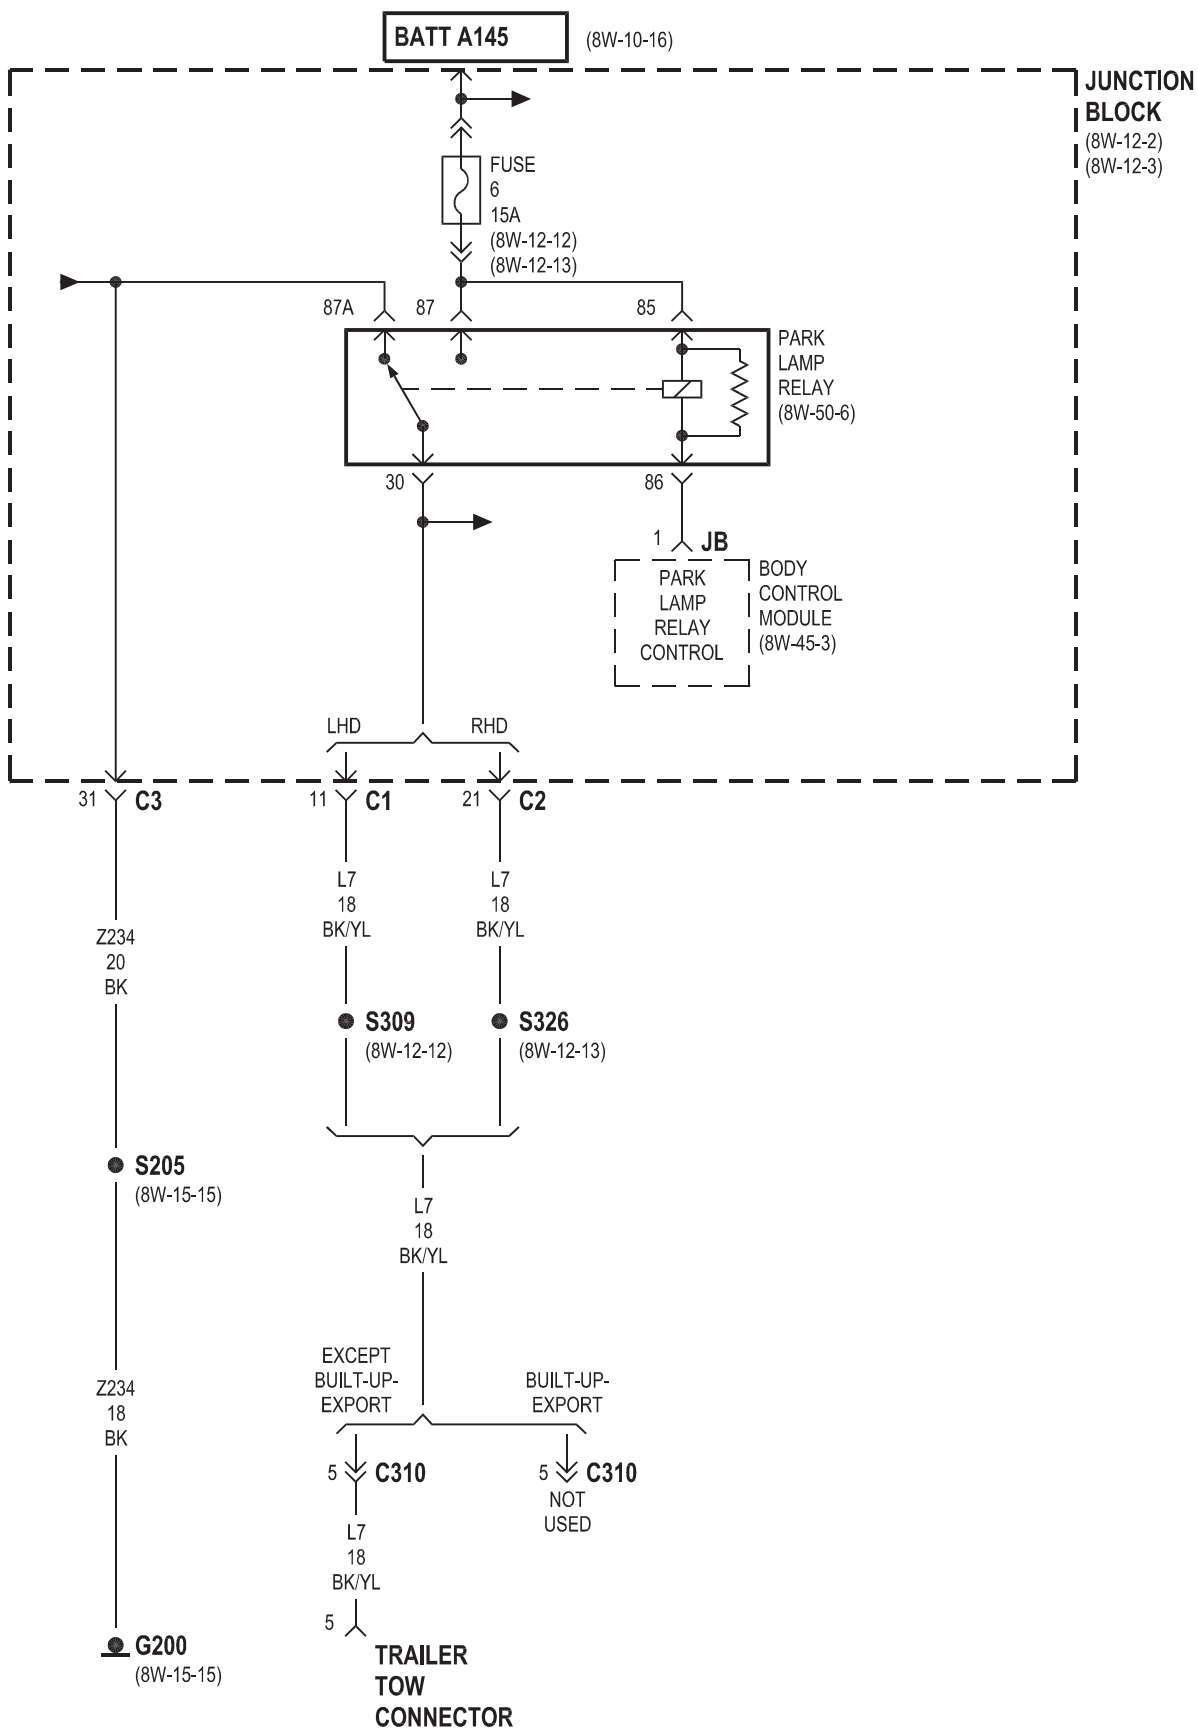 BATT A145
(8W-10-16)
JUNCTION
BLOCK
(8W-12-2)
(8W-12-3)
FUSE
6
15A
(8W-12-12)
(8W-12-13)
87A
87
85
PARK
LAMP
RELAY
(8W-50-6)
30
86
1
JB
PARK
LAMP
RELAY
CONTROL
BODY
CONTROL
MODULE
(8W-45-3)
LHD
RHD
31
C3
11
C1
21
C2
L7
18
BK/YL
L7
18
BK/YL
Z234
20
BK
S309
(8W-12-12)
S326
(8W-12-13)
S205
(8W-15-15)
L7
18
BK/YL
EXCEPT
BUILT-UP-
EXPORT
BUILT-UP-
EXPORT
Z234
18
BK
5
C310
5
C310
NOT
USED
L7
18
BK/YL
5
G200
(8W-15-15)
TRAILER
TOW
CONNECTOR